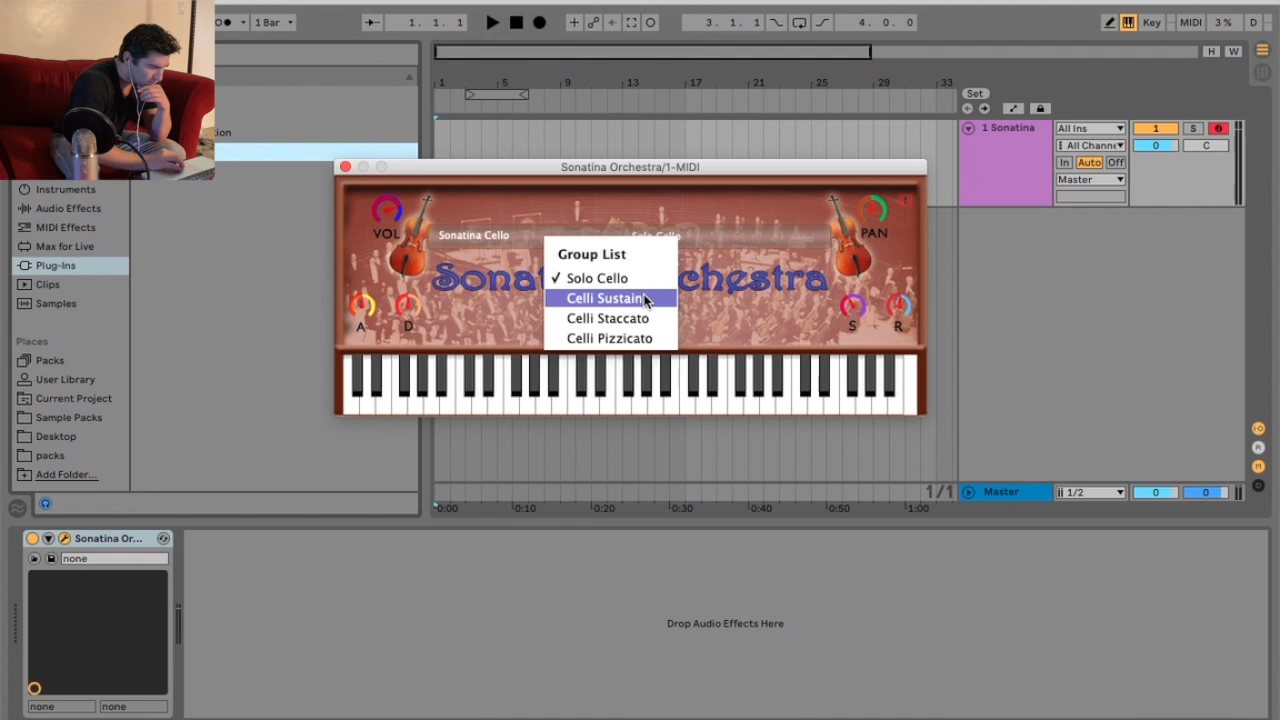 1 Bar
1. 1. 1
3. 1. 1
4. 0. 0
Key
MIDI
3 %
D
H
W
1
5
9
13
17
21
25
29
33
Set
1 Sonatina
All Ins
1
S
All Channe
0
C
In
Auto
Off
Master
Instruments
Audio Effects
MIDI Effects
Max for Live
Plug-Ins
Clips
Samples
Places
Packs
User Library
Current Project
Sample Packs
Desktop
packs
Add Folder...
Sonatina Orchestra/1-MIDI
VOL
PAN
Sonatina Cello
Solo Cello
A
D
S
R
Group List
✓ Solo Cello
Celli Sustain
Celli Staccato
Celli Pizzicato
1/1
Master
1/2
0
0
0:00
0:10
0:20
0:30
0:40
0:50
1:00
Sonatina Or...
none
none
none
Drop Audio Effects Here